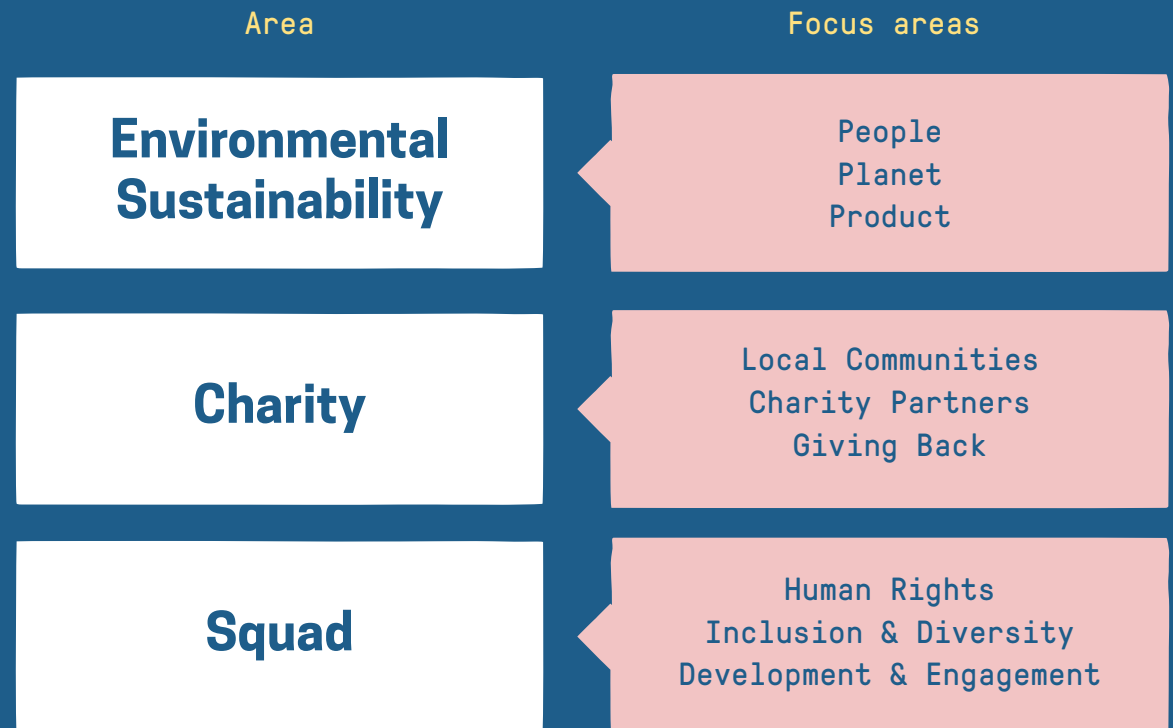 Area
Focus areas
Environmental
Sustainability
People
Planet
Product
Charity
Local Communities
Charity Partners
Giving Back
Squad
Human Rights
Inclusion & Diversity
Development & Engagement